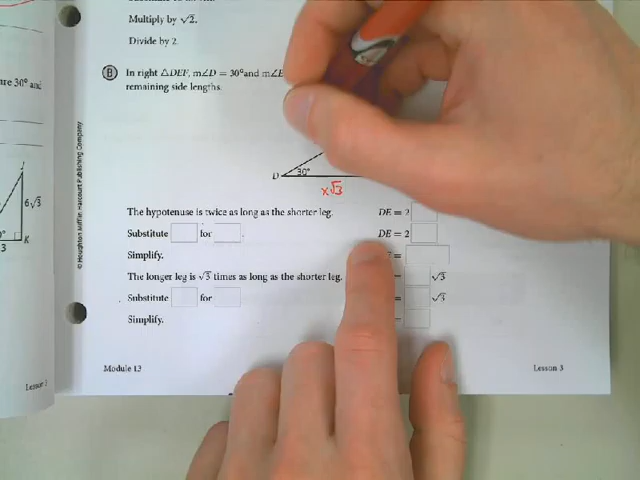 Multiply by √2.
Divide by 2.
B In right △DEF, m∠D = 30° and m∠E
remaining side lengths.
are 30° and
6√3
K
3
© Houghton Mifflin Harcourt Publishing Company
D 30°
x√3
The hypotenuse is twice as long as the shorter leg. DE = 2
Substitute for . DE = 2
Simplify. =
The longer leg is √3 times as long as the shorter leg. = √3
Substitute for = √3
Simplify. =
Module 13 Lesson 3
Lesson 3